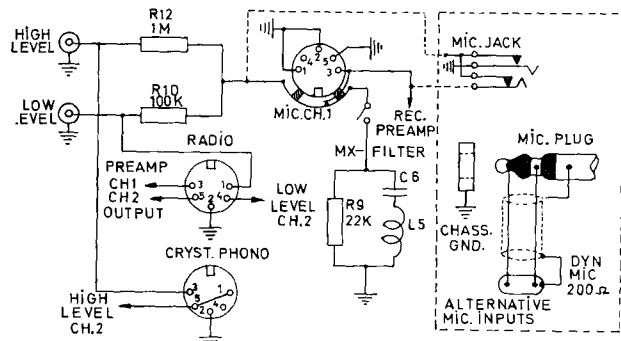 HIGH
LEVEL
R12
1M
LOW
.EVEL
R10
100K
2
4 5
1 3
MIC.CH.1
MIC. JACK
REC.
PREAMP
MX- FILTER
RADIO
PREAMP
CH1
CH2
OUTPUT
3 1
5 4
2
LOW
LEVEL
CH.2
R9
22K
C6
L5
CRYST. PHONO
3 1
5
2 4
HIGH
LEVEL
CH.2
MIC. PLUG
CHASS.
GND.
DYN
MIC
200Ω
ALTERNATIVE
MIC. INPUTS